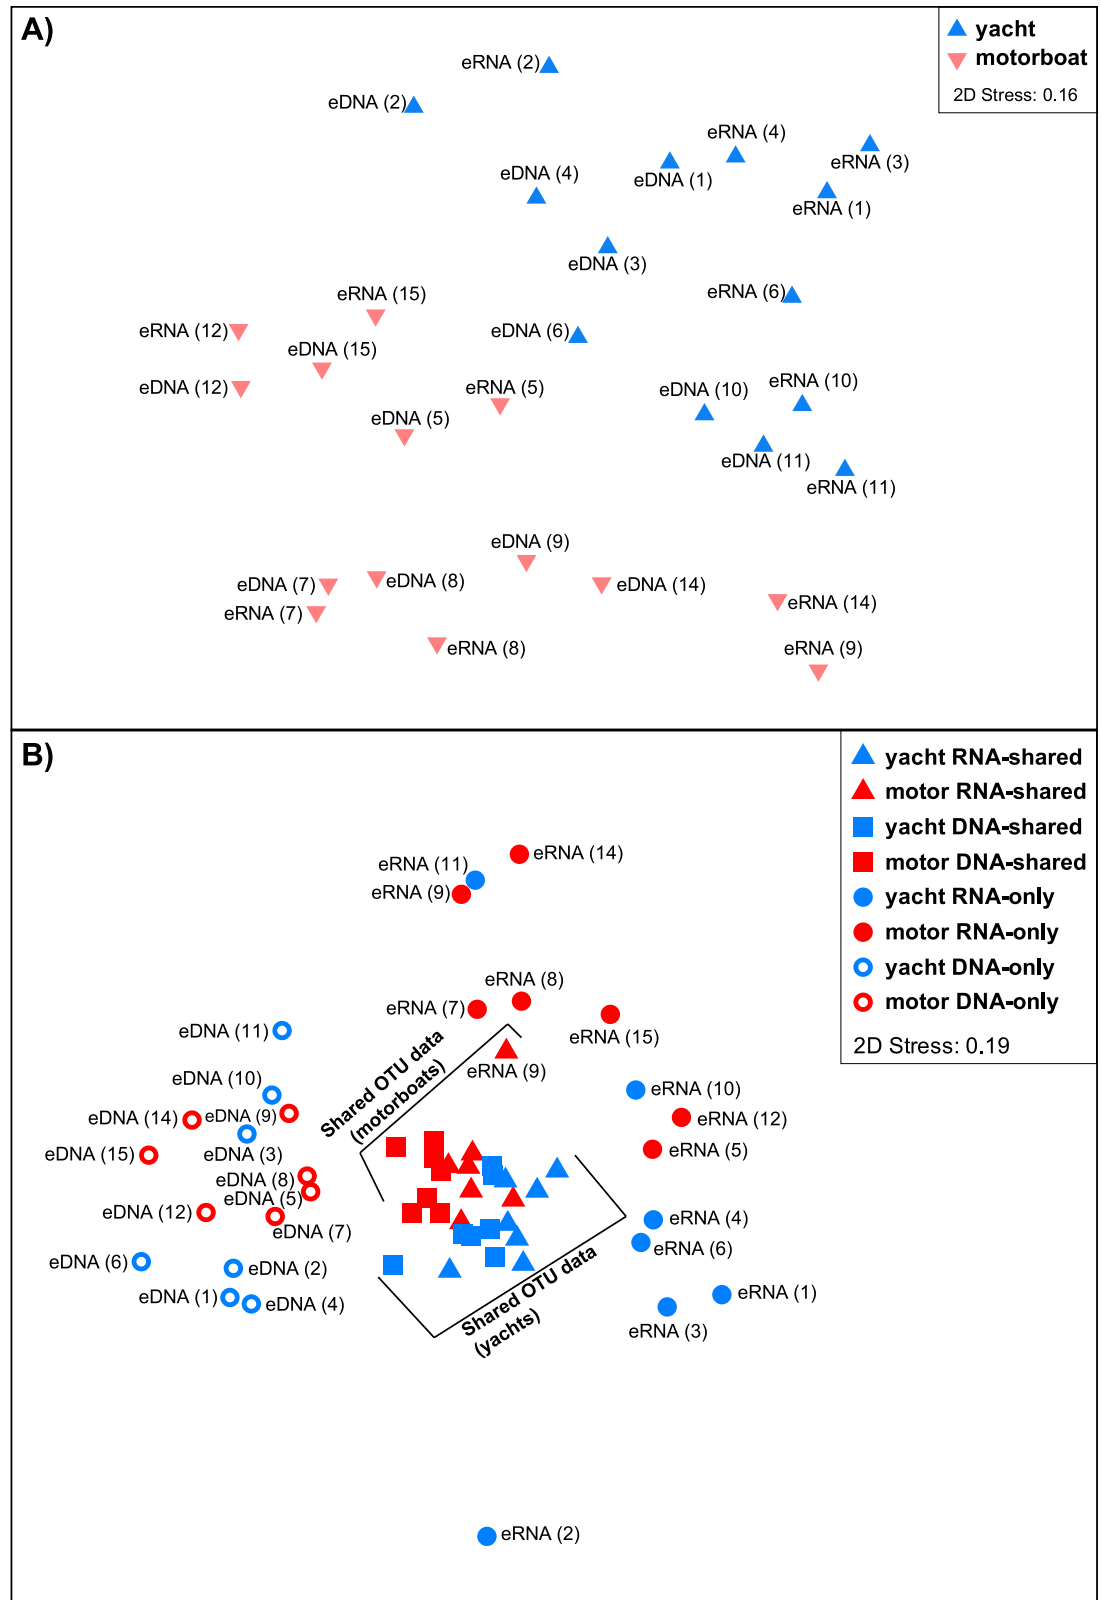 A)
yacht
motorboat
2D Stress: 0.16
eRNA (2)
eDNA (2)
eRNA (4)
eRNA (3)
eDNA (4)
eDNA (1)
eRNA (1)
eDNA (3)
eRNA (6)
eRNA (15)
eRNA (12)
eDNA (6)
eDNA (15)
eDNA (12)
eRNA (5)
eDNA (10)
eRNA (10)
eDNA (5)
eDNA (11)
eRNA (11)
eDNA (9)
eDNA (7)
eDNA (8)
eDNA (14)
eRNA (7)
eRNA (14)
eRNA (8)
eRNA (9)
B)
yacht RNA-shared
motor RNA-shared
yacht DNA-shared
motor DNA-shared
yacht RNA-only
motor RNA-only
yacht DNA-only
motor DNA-only
2D Stress: 0.19
eRNA (14)
eRNA (11)
eRNA (9)
eRNA (8)
eRNA (7)
eRNA (15)
eDNA (11)
Shared OTU data
(motorboats)
eRNA (9)
eDNA (10)
eRNA (10)
eDNA (14)
eDNA (9)
eRNA (12)
eDNA (15)
eDNA (3)
eRNA (5)
eDNA (8)
eDNA (5)
eDNA (12)
eDNA (7)
eRNA (4)
eRNA (6)
eDNA (6)
eDNA (2)
eDNA (1)
eDNA (4)
eRNA (1)
eRNA (3)
Shared OTU data
(yachts)
eRNA (2)